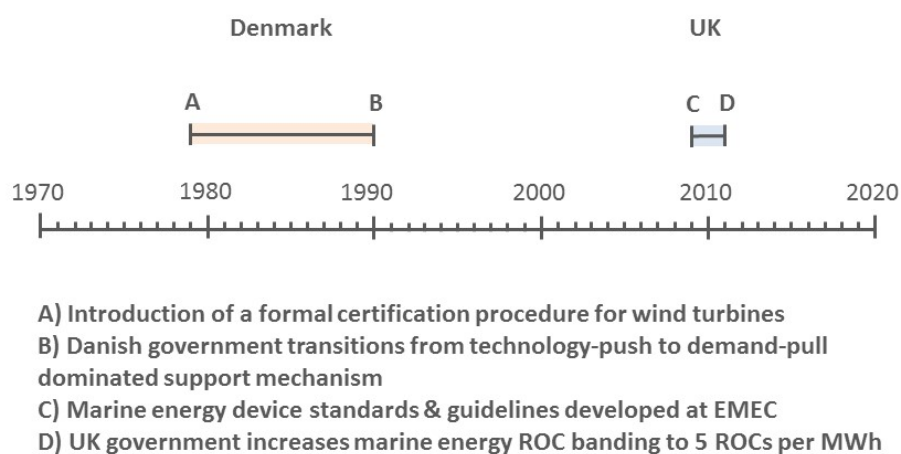 Denmark UK
A B C D
1970 1980 1990 2000 2010 2020
A) Introduction of a formal certification procedure for wind turbines
B) Danish government transitions from technology-push to demand-pull
dominated support mechanism
C) Marine energy device standards & guidelines developed at EMEC
D) UK government increases marine energy ROC banding to 5 ROCs per MWh